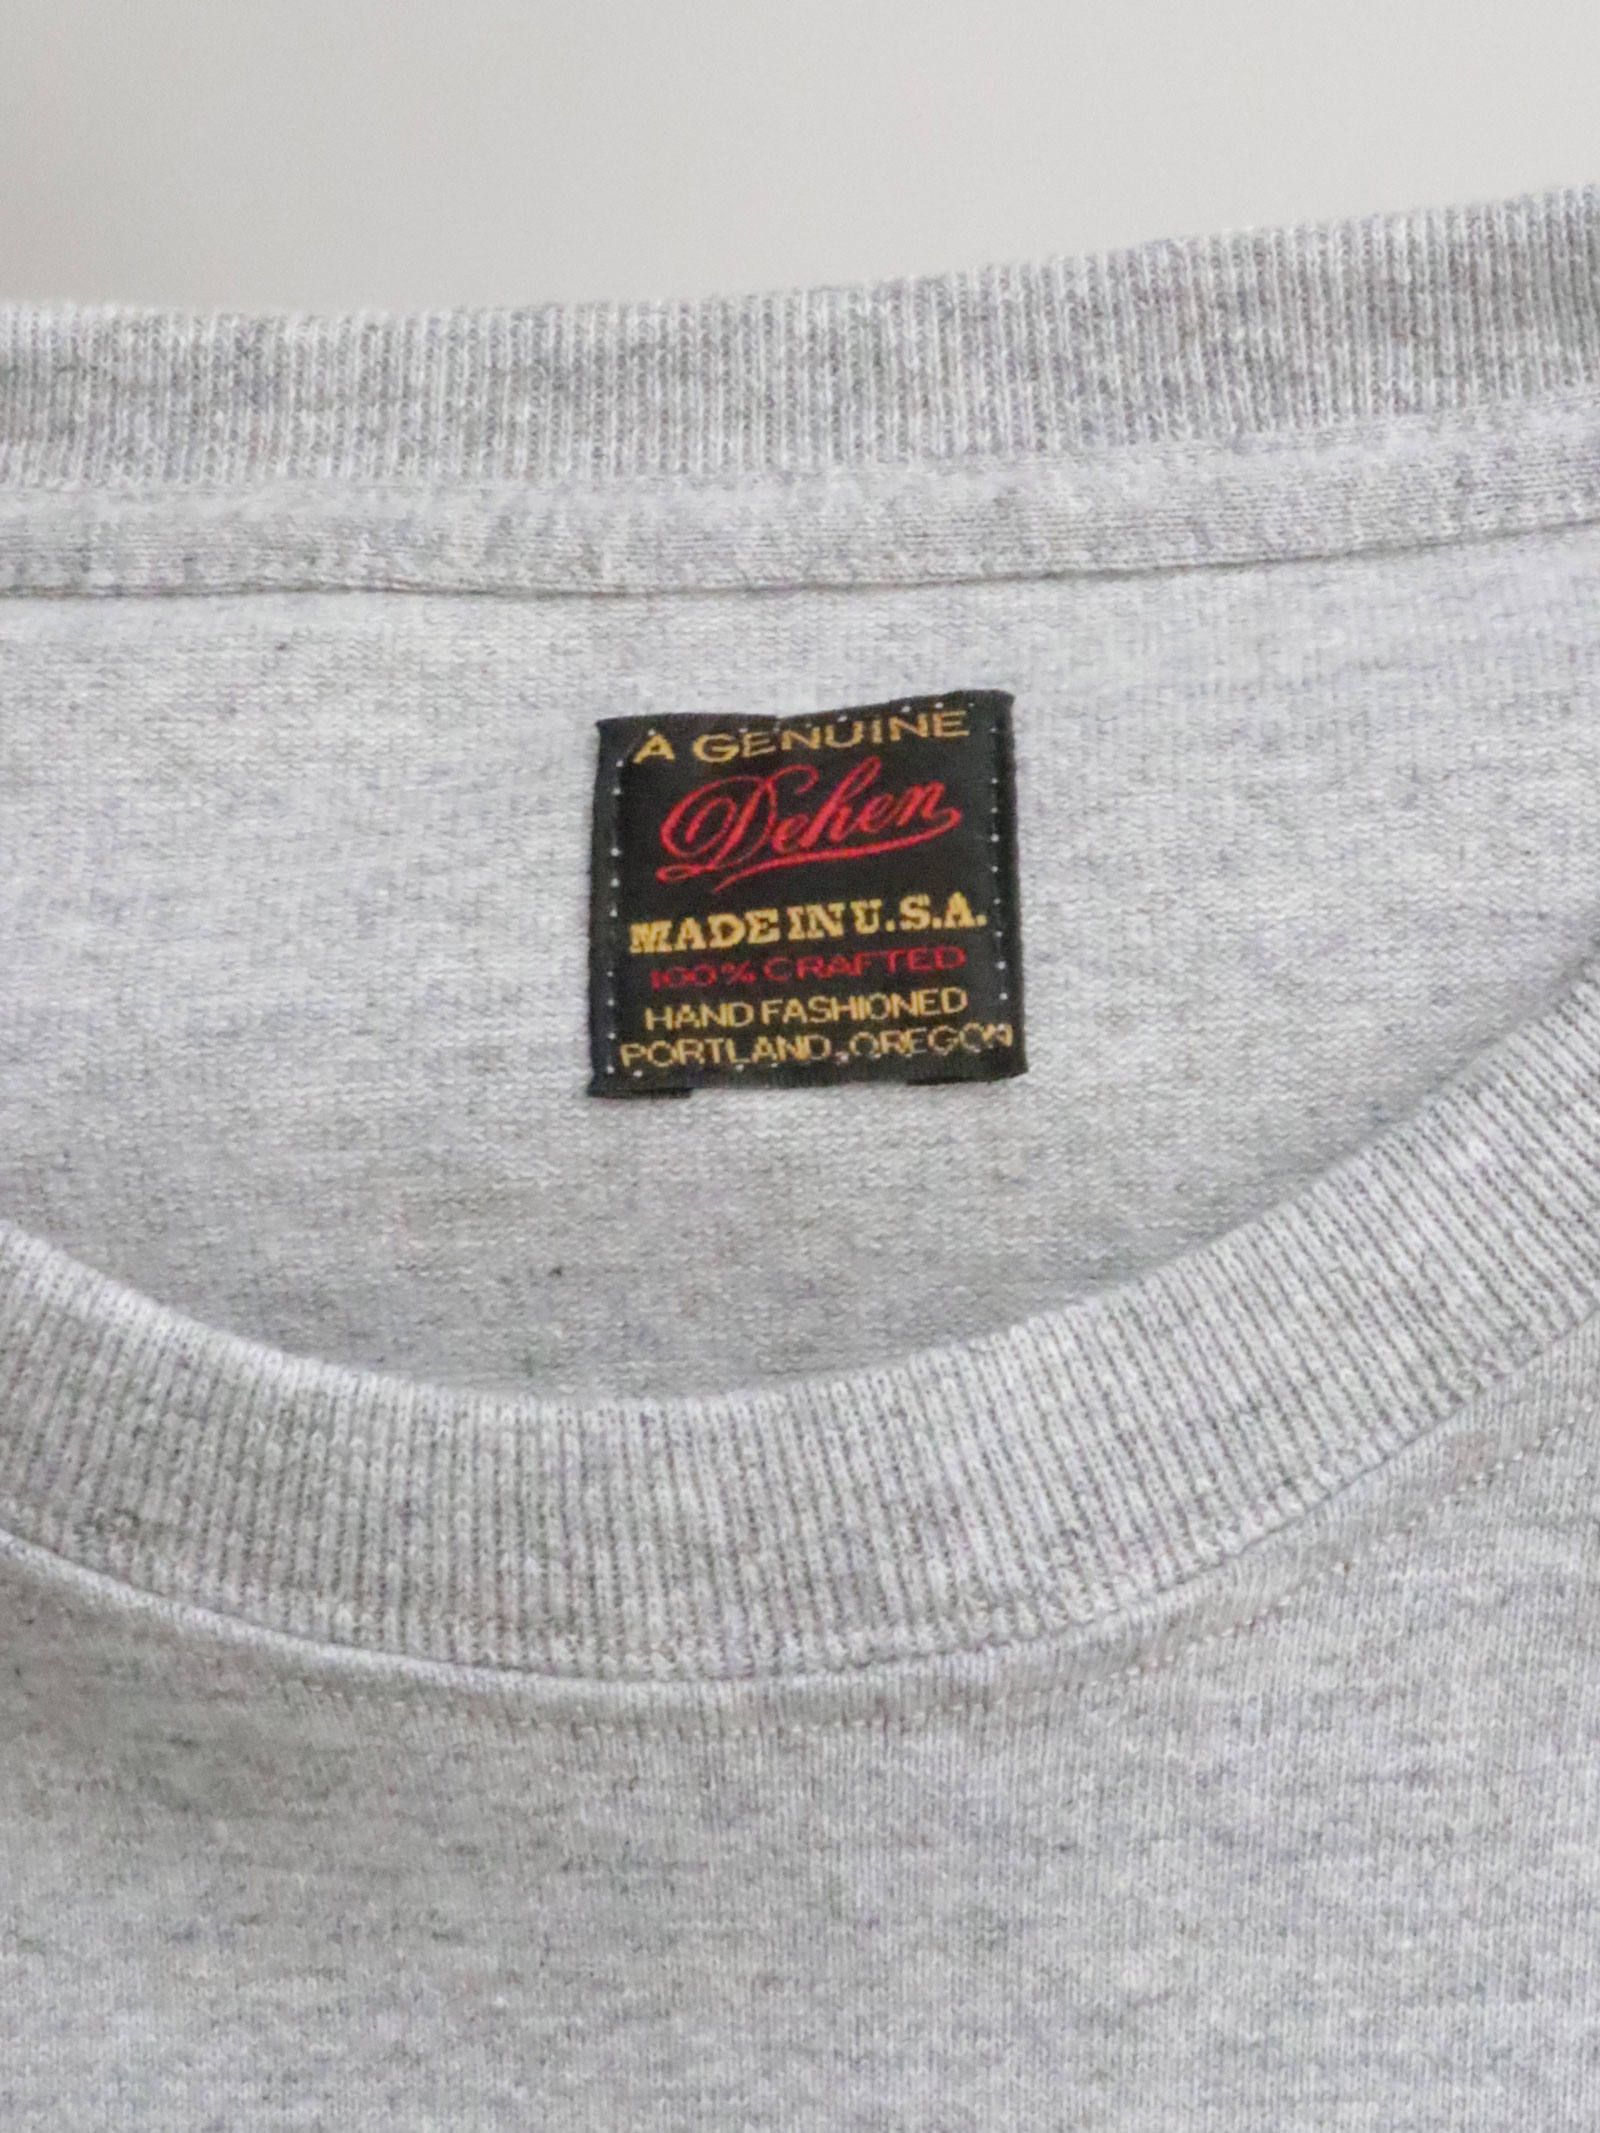 A GENUINE
Dehen
MADE IN U.S.A.
100% CRAFTED
HAND FASHIONED
PORTLAND, OREGON